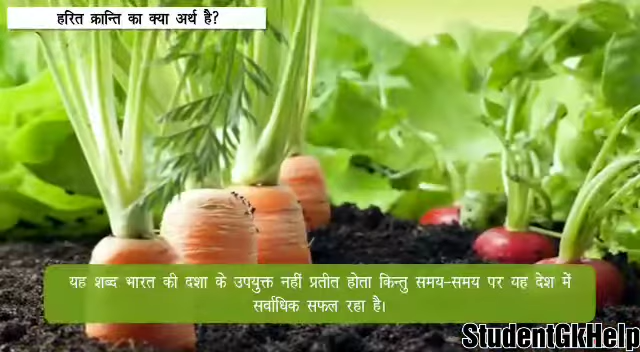 हरित क्रान्ति का क्या अर्थ है?
यह शब्द भारत की दशा के उपयुक्त नहीं प्रतीत होता किन्तु समय-समय पर यह देश में
सर्वाधिक सफल रहा है।
StudentGkHelp